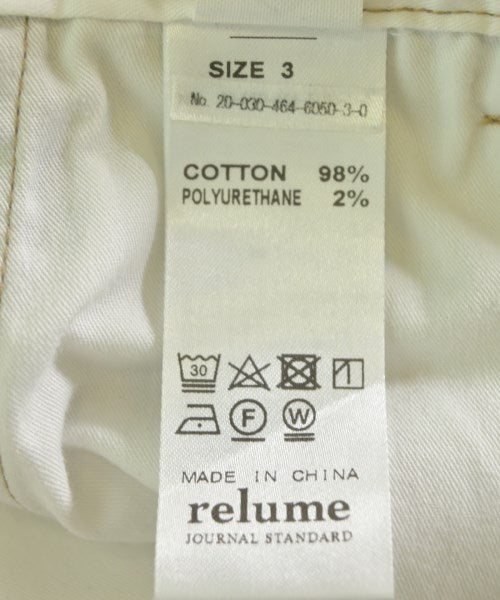 SIZE 3
No. 20-030-464-6050-3-0
COTTON 98%
POLYURETHANE 2%
30
F W
MADE IN CHINA
relume
JOURNAL STANDARD